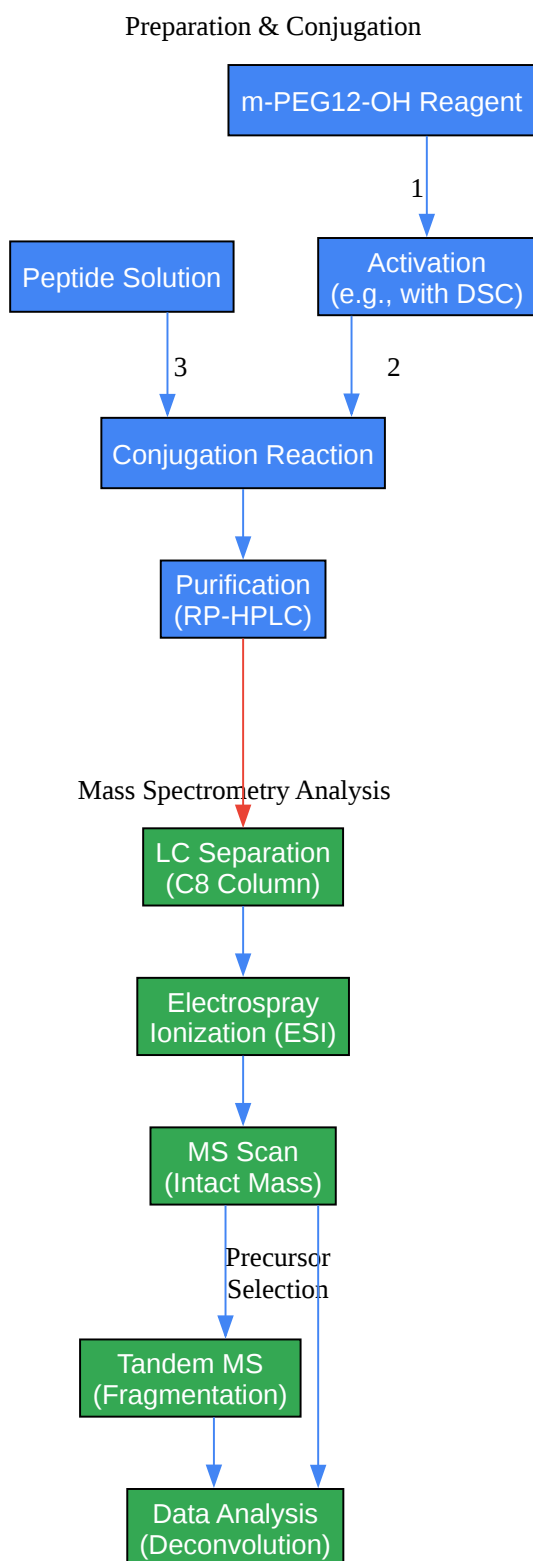 Preparation & Conjugation
m-PEG12-OH Reagent
1
Peptide Solution
Activation
(e.g., with DSC)
3
2
Conjugation Reaction
Purification
(RP-HPLC)
Mass Spectrometry Analysis
LC Separation
(C8 Column)
Electrospray
Ionization (ESI)
MS Scan
(Intact Mass)
Precursor
Selection
Tandem MS
(Fragmentation)
Data Analysis
(Deconvolution)